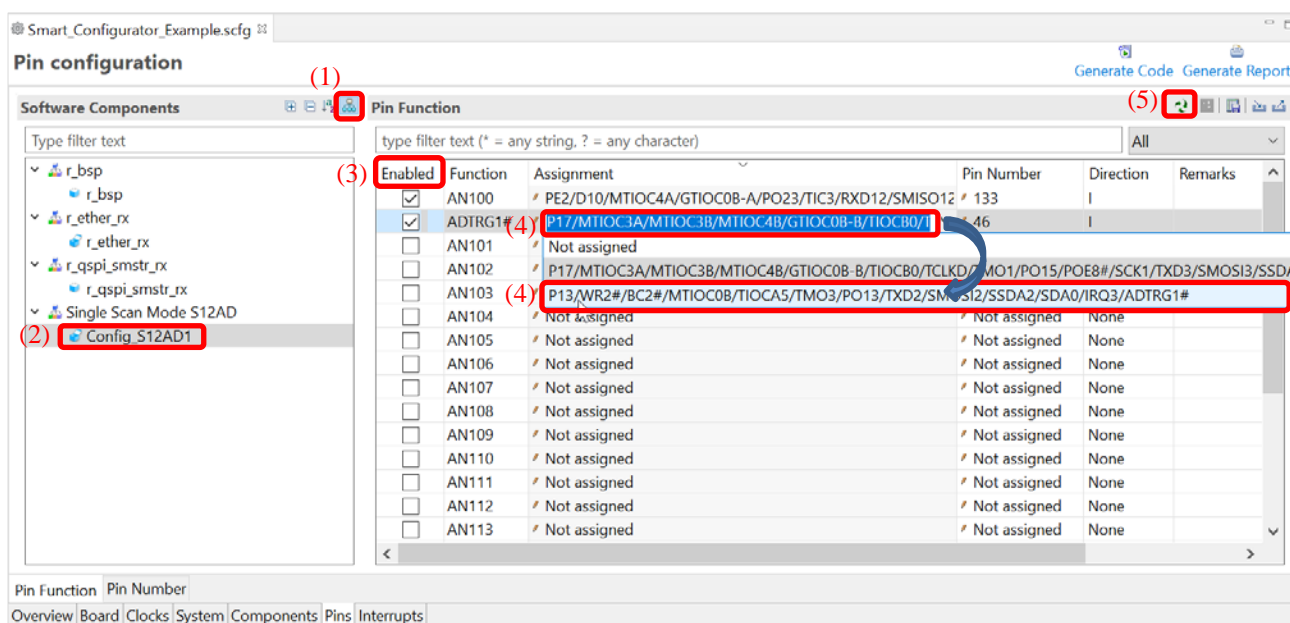 Smart_Configurator_Example.scfg
Pin configuration
Generate Code Generate Report
(1)
(5)
Software Components
Pin Function
Type filter text
type filter text (* = any string, ? = any character)
All
(3)
Enabled Function Assignment Pin Number Direction Remarks
r_bsp
AN100 PE2/D10/MTIOC4A/GTIOC0B-A/PO23/TIC3/RXD12/SMISO12 133 I
r_bsp
r_ether_rx
ADTRG1# (4) P17/MTIOC3A/MTIOC3B/MTIOC4B/GTIOC0B-B/TIOCB0/T 46 I
r_ether_rx
AN101 Not assigned
r_qspi_smstr_rx
AN102 P17/MTIOC3A/MTIOC3B/MTIOC4B/GTIOC0B-B/TIOCB0/TCLKD/TMO1/PO15/POE8#/SCK1/TXD3/SMOSI3/SSDA
r_qspi_smstr_rx
AN103 (4) P13/WR2#/BC2#/MTIOC0B/TIOCA5/TMO3/PO13/TXD2/SMOSI2/SSDA2/SDA0/IRQ3/ADTRG1#
Single Scan Mode S12AD
AN104 Not assigned Not assigned None
(2) Config_S12AD1
AN105 Not assigned Not assigned None
AN106 Not assigned Not assigned None
AN107 Not assigned Not assigned None
AN108 Not assigned Not assigned None
AN109 Not assigned Not assigned None
AN110 Not assigned Not assigned None
AN111 Not assigned Not assigned None
AN112 Not assigned Not assigned None
AN113 Not assigned Not assigned None
Pin Function Pin Number
Overview Board Clocks System Components Pins Interrupts